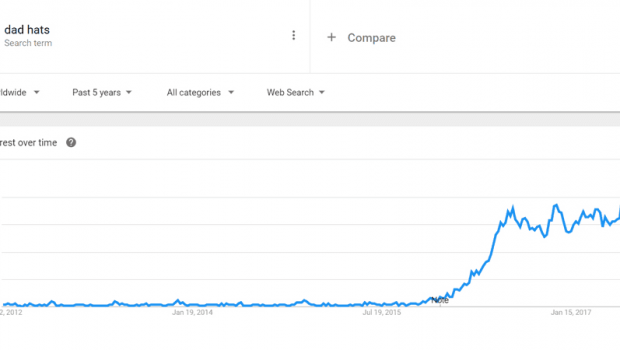 dad hats
Search term
+ Compare
ldwide
Past 5 years
All categories
Web Search
rest over time
?
Note
2, 2012
Jan 19, 2014
Jul 19, 2015
Jan 15, 2017